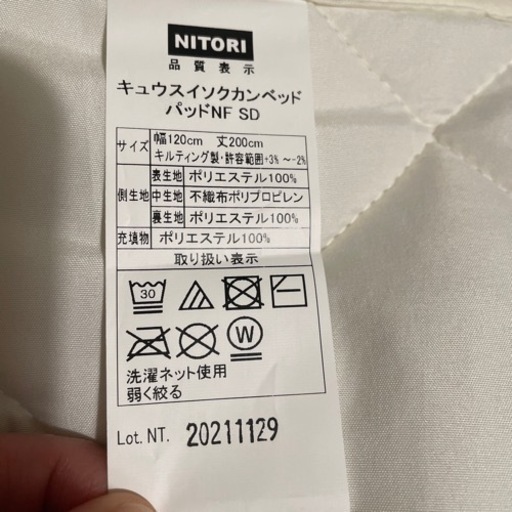 NITORI
品質表示
キュウスイソクカンベッド
パッドNF SD
サイズ 幅120cm 丈200cm
キルティング製・許容範囲+3% ~-2%
側生地 表生地 ポリエステル100%
中生地 不織布ポリプロピレン
裏生地 ポリエステル100%
充填物 ポリエステル100%
取り扱い表示
30
W
洗濯ネット使用
弱く絞る
Lot. NT. 20211129